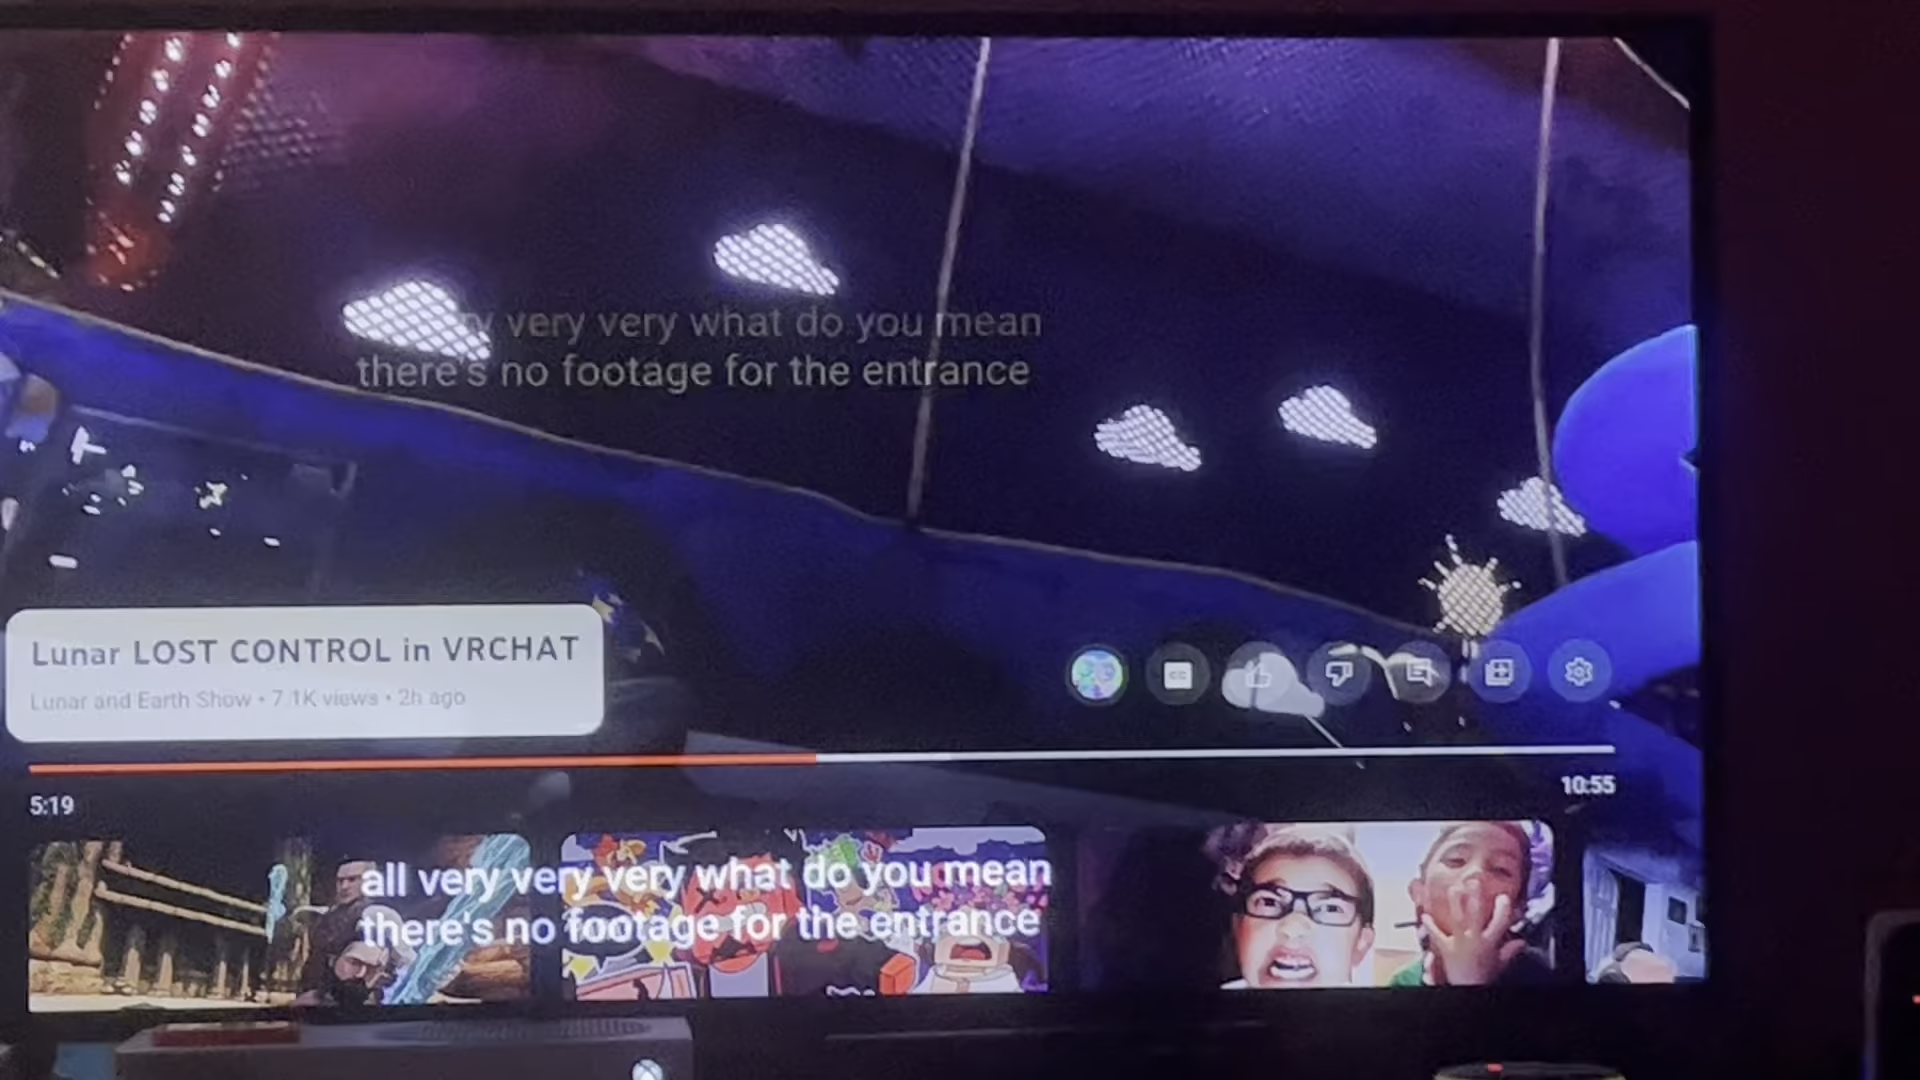 very very what do you mean
there's no footage for the entrance
Lunar LOST CONTROL in VRCHAT
Lunar and Earth Show • 7.1K views • 2h ago
CC
5:19
10:55
all very very very what do you mean
there's no footage for the entrance